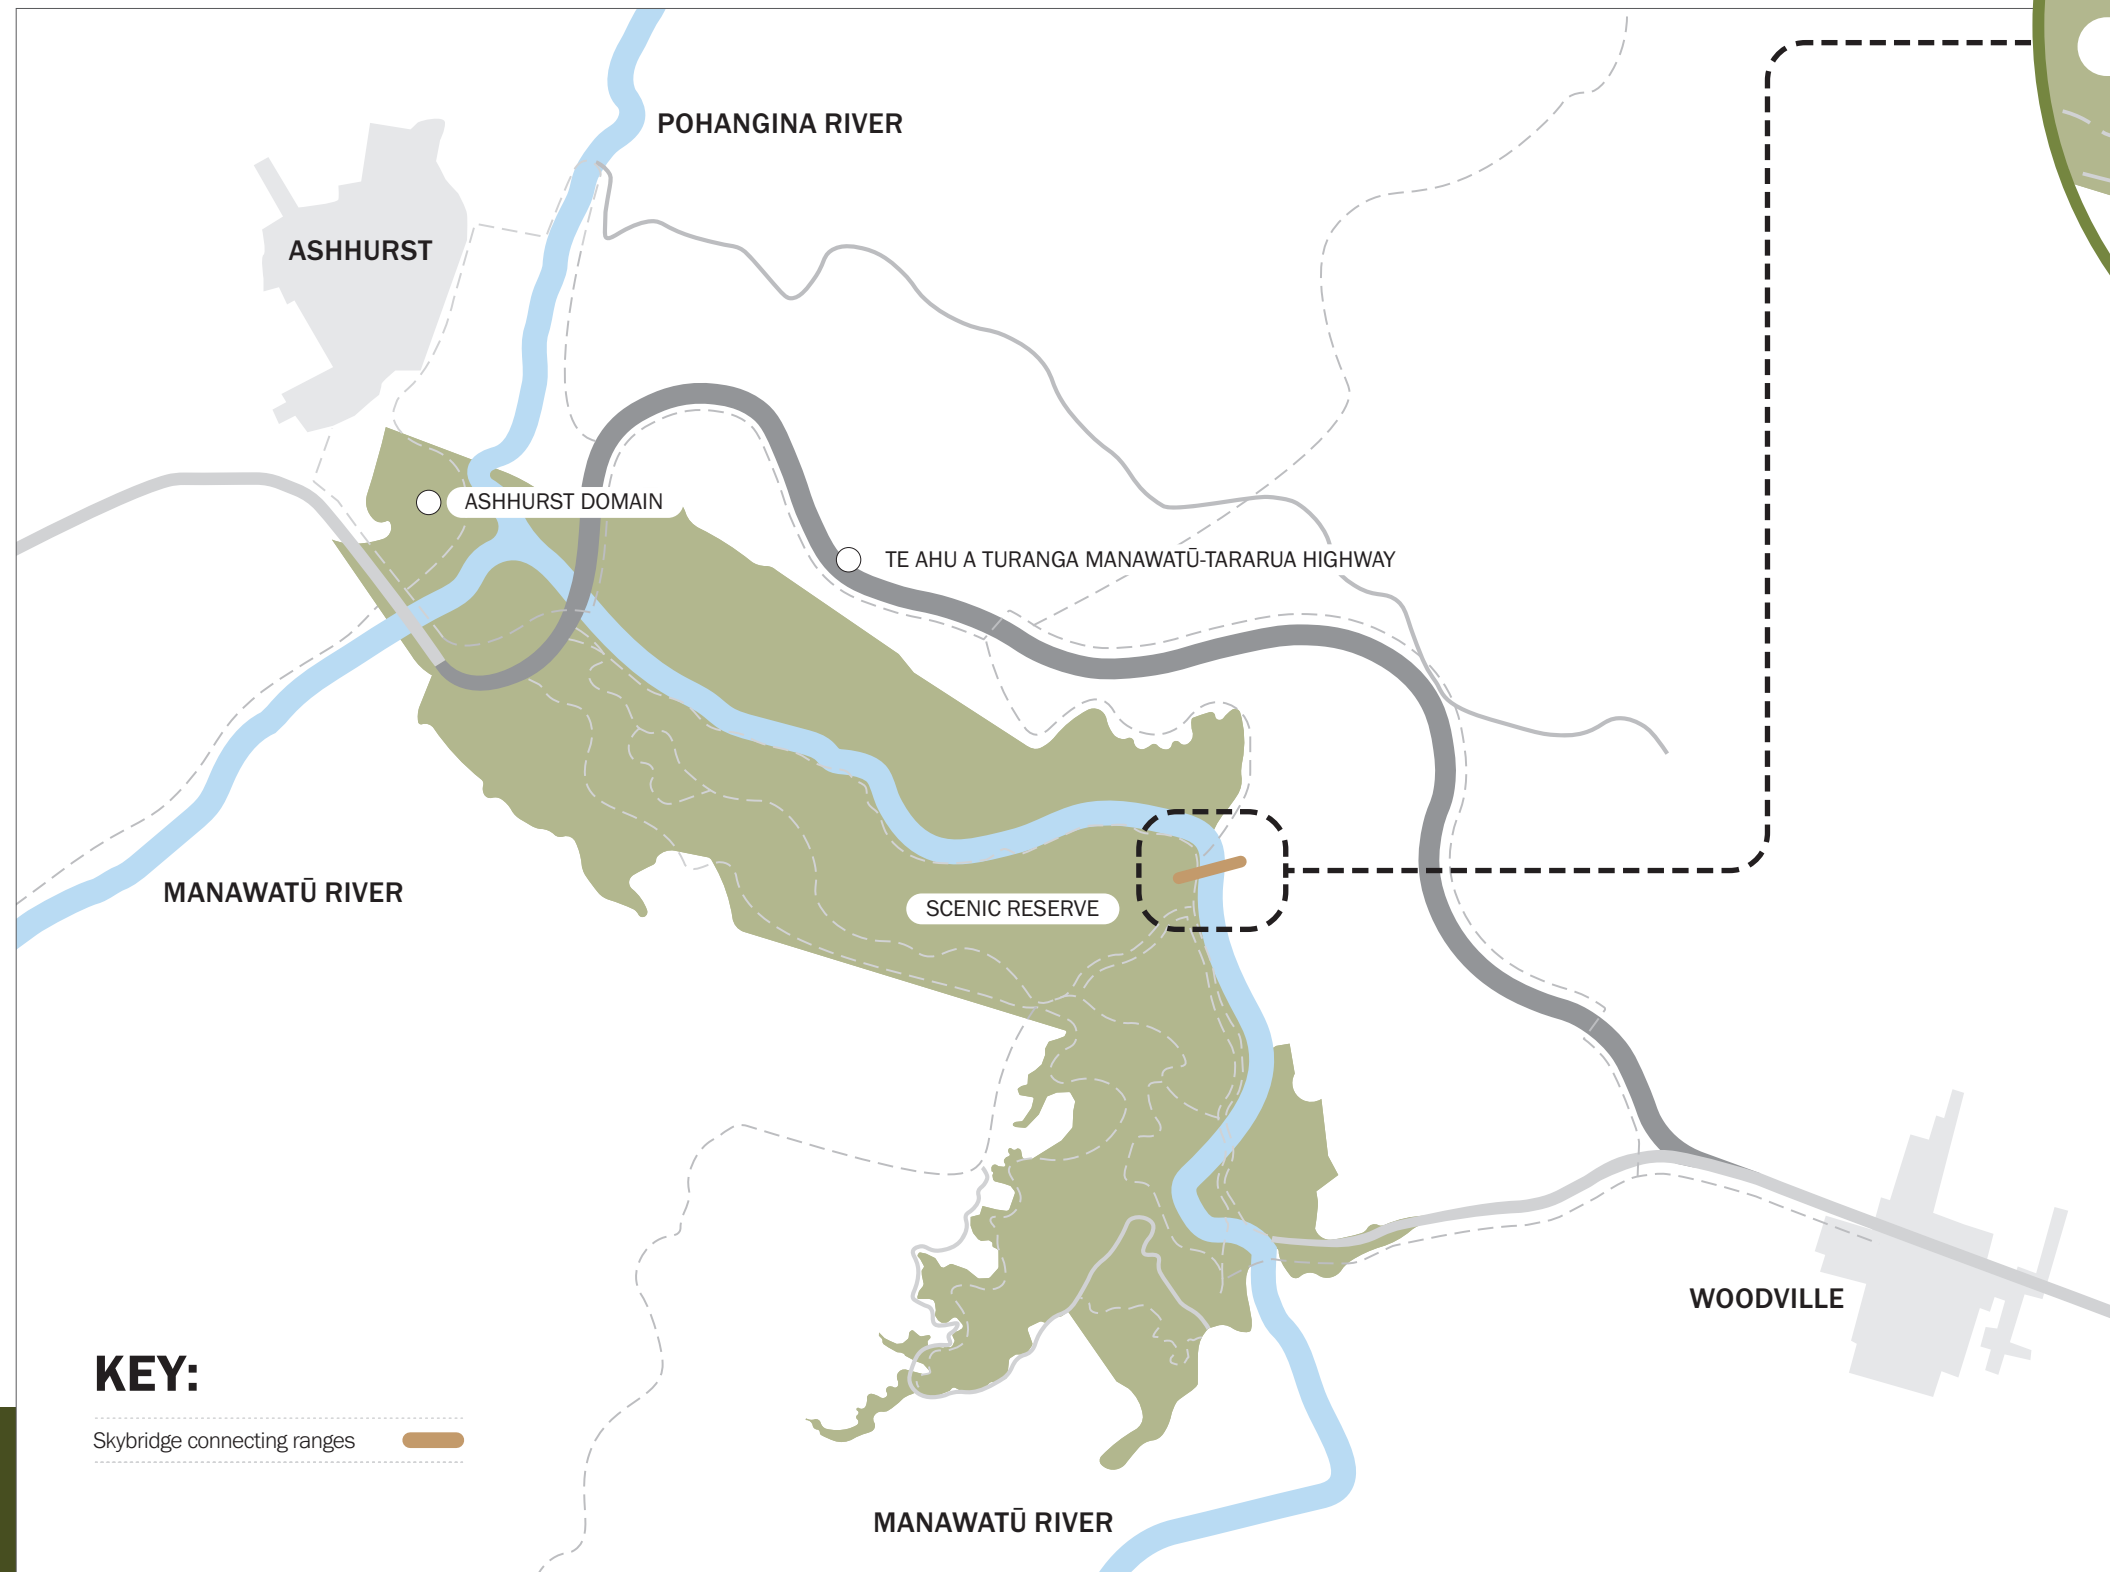 POHANGINA RIVER
ASHHURST
ASHHURST DOMAIN
TE AHU A TURANGA MANAWATŪ-TARARUA HIGHWAY
MANAWATŪ RIVER
SCENIC RESERVE
WOODVILLE
KEY:
Skybridge connecting ranges
MANAWATŪ RIVER